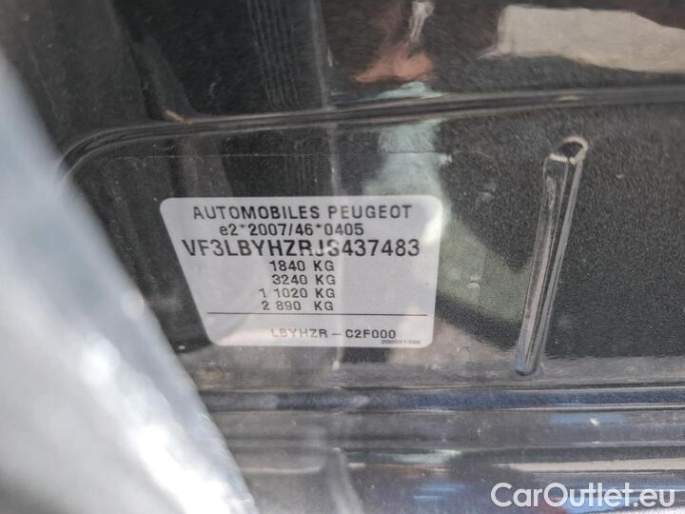 AUTOMOBILES PEUGEOT
e2*2007/46*0405
VF3LBYHZRJS437483
1840 KG
3240 KG
1 1020 KG
2 890 KG
LBYHZR - C2F000
CarOutlet.eu